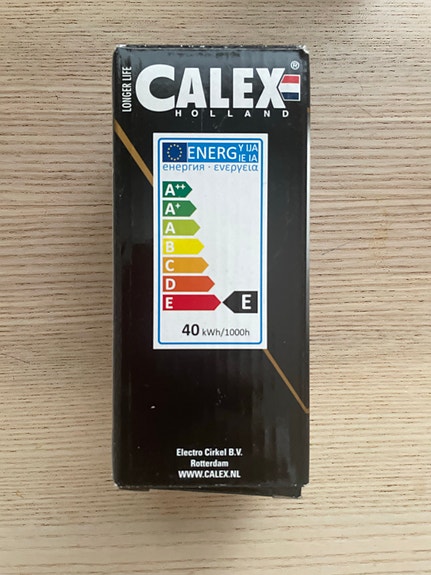 LONGER LIFE
CALEX®
HOLLAND
ENERG Y IJA
IE IA
енергия · ενεργεια
A++
A+
A
B
C
D
E
E
40 kWh/1000h
Electro Cirkel B.V.
Rotterdam
WWW.CALEX.NL